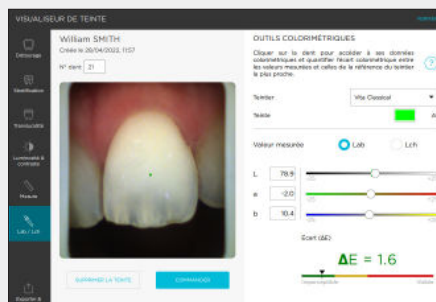 VISUALISEUR DE TEINTE
William SMITH
Créée le 28/04/2022, 11:57
N° dent 21
Détourage
Stratification
Translucidité
Luminosité & contraste
Mesure
Lab / Lch
Exporter &
SUPPRIMER LA TEINTE
COMMANDER
OUTILS COLORIMÉTRIQUES
Cliquer sur la dent pour accéder à ses données
colorimétriques et quantifier l'écart colorimétrique entre
les valeurs mesurées et celles de la référence du teintier
la plus proche.
?
Teintier Vita Classical
Teinte
Valeur mesurée Lab Lch
L 78.9
a -2.0
b 10.4
Ecart (ΔE)
ΔE = 1.6